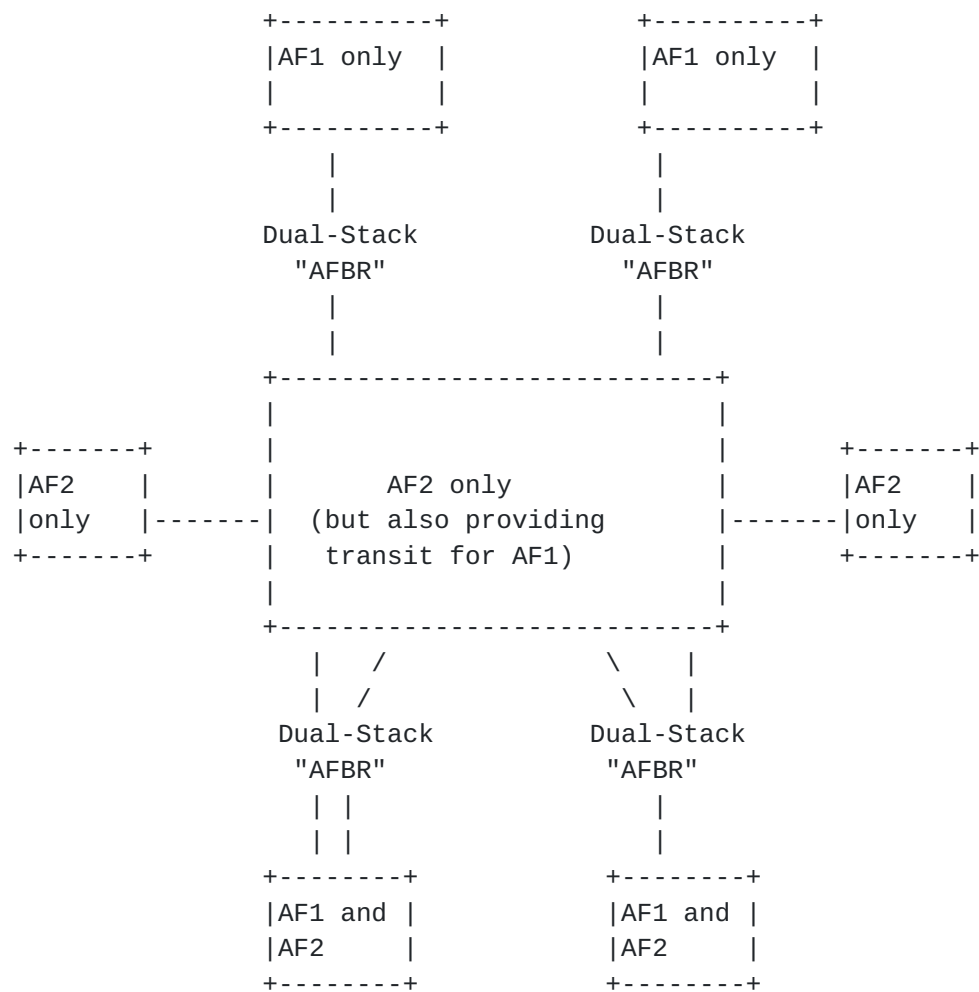 AF1 only
AF1 only
Dual-Stack
"AFBR"
Dual-Stack
"AFBR"
AF2
only
AF2 only
(but also providing
transit for AF1)
AF2
only
Dual-Stack
"AFBR"
Dual-Stack
"AFBR"
AF1 and
AF2
AF1 and
AF2